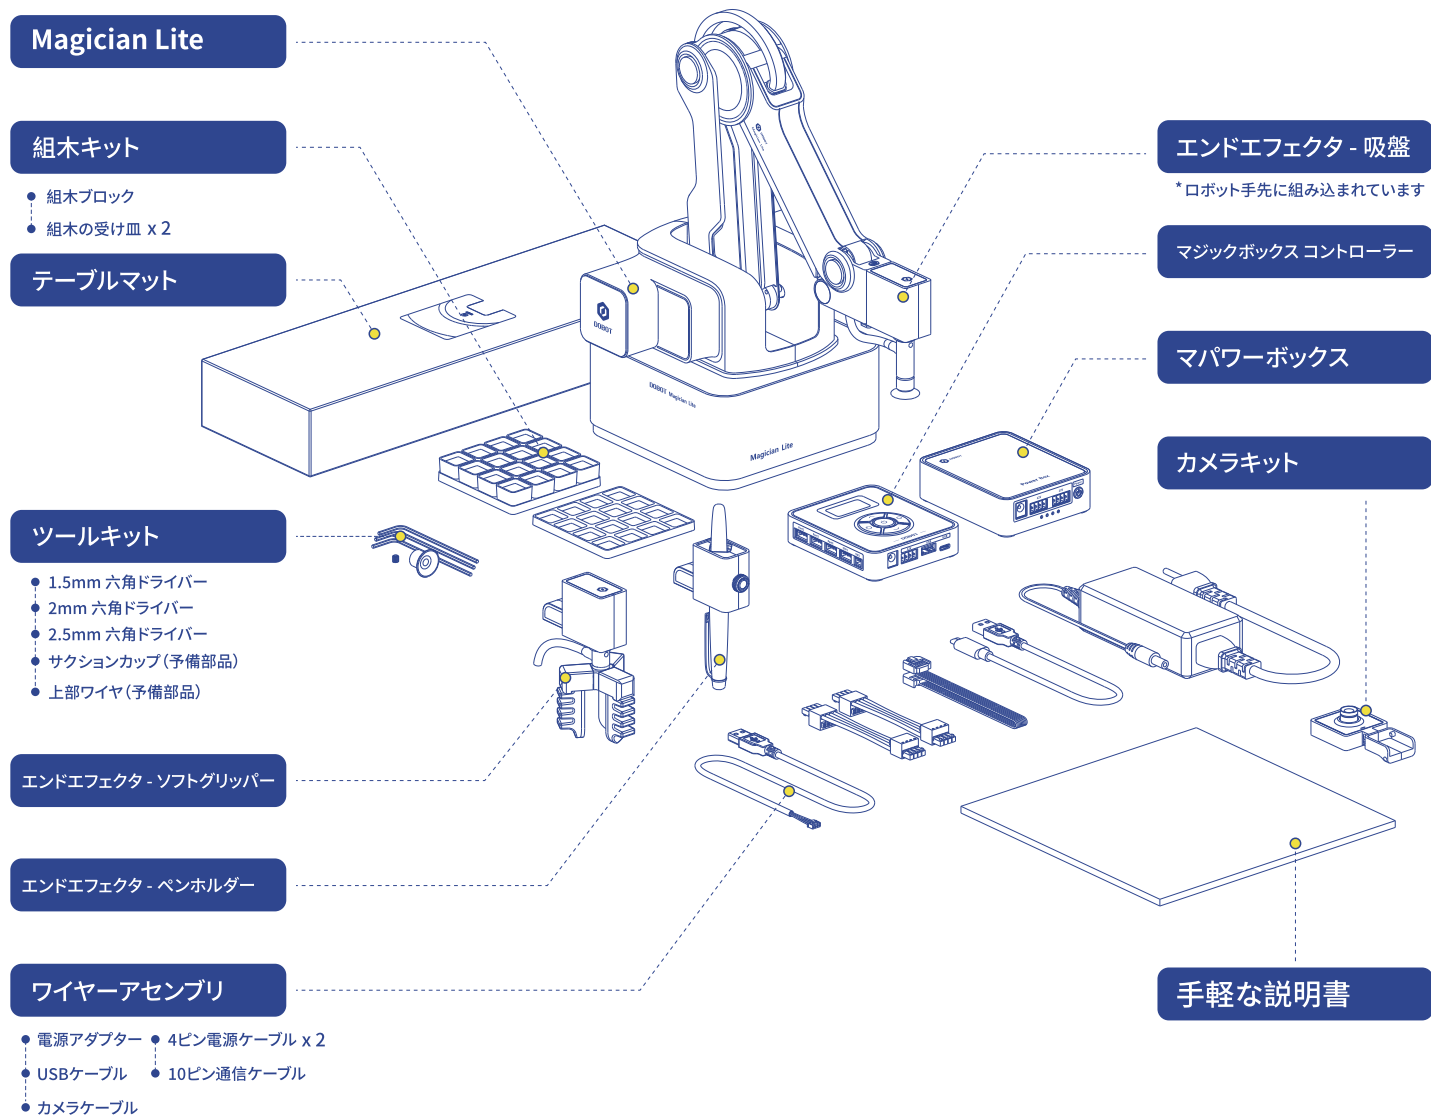 Magician Lite
組木キット
組木ブロック
組木の受け皿 x 2
テーブルマット
ツールキット
1.5mm 六角ドライバー
2mm 六角ドライバー
2.5mm 六角ドライバー
サクションカップ(予備部品)
上部ワイヤ(予備部品)
エンドエフェクタ - ソフトグリッパー
エンドエフェクタ - ペンホルダー
ワイヤーアセンブリ
電源アダプター
4ピン電源ケーブル x 2
USBケーブル
10ピン通信ケーブル
カメラケーブル
エンドエフェクタ - 吸盤
*ロボット手先に組み込まれています
マジックボックス コントローラー
マパワーボックス
カメラキット
手軽な説明書
DOBOT
DOBOT Magician Lite
Magician Lite
Power Box
DOBOT